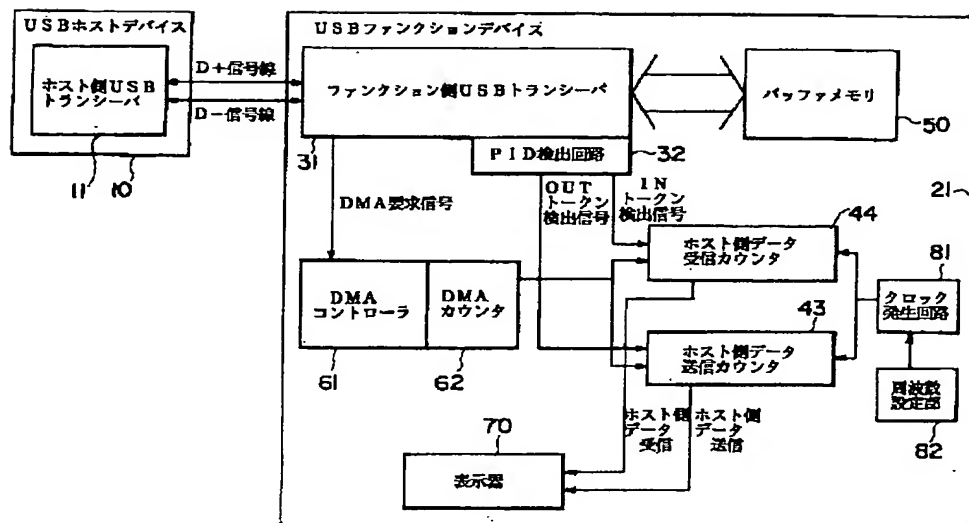 USBホストデバイス
ホスト側USB
トランシーバ
11
10
D+信号線
D-信号線
USBファンクションデバイス
ファンクション側USBトランシーバ
31
PID検出回路
32
バッファメモリ
50
21
DMA要求信号
OUT
トークン
検出信号
IN
トークン
検出信号
44
ホスト側データ
受信カウンタ
DMA
コントローラ
61
DMA
カウンタ
62
43
ホスト側データ
送信カウンタ
81
クロック
発生回路
周波数
設定部
82
ホスト側
データ
受信
ホスト側
データ
送信
70
表示器